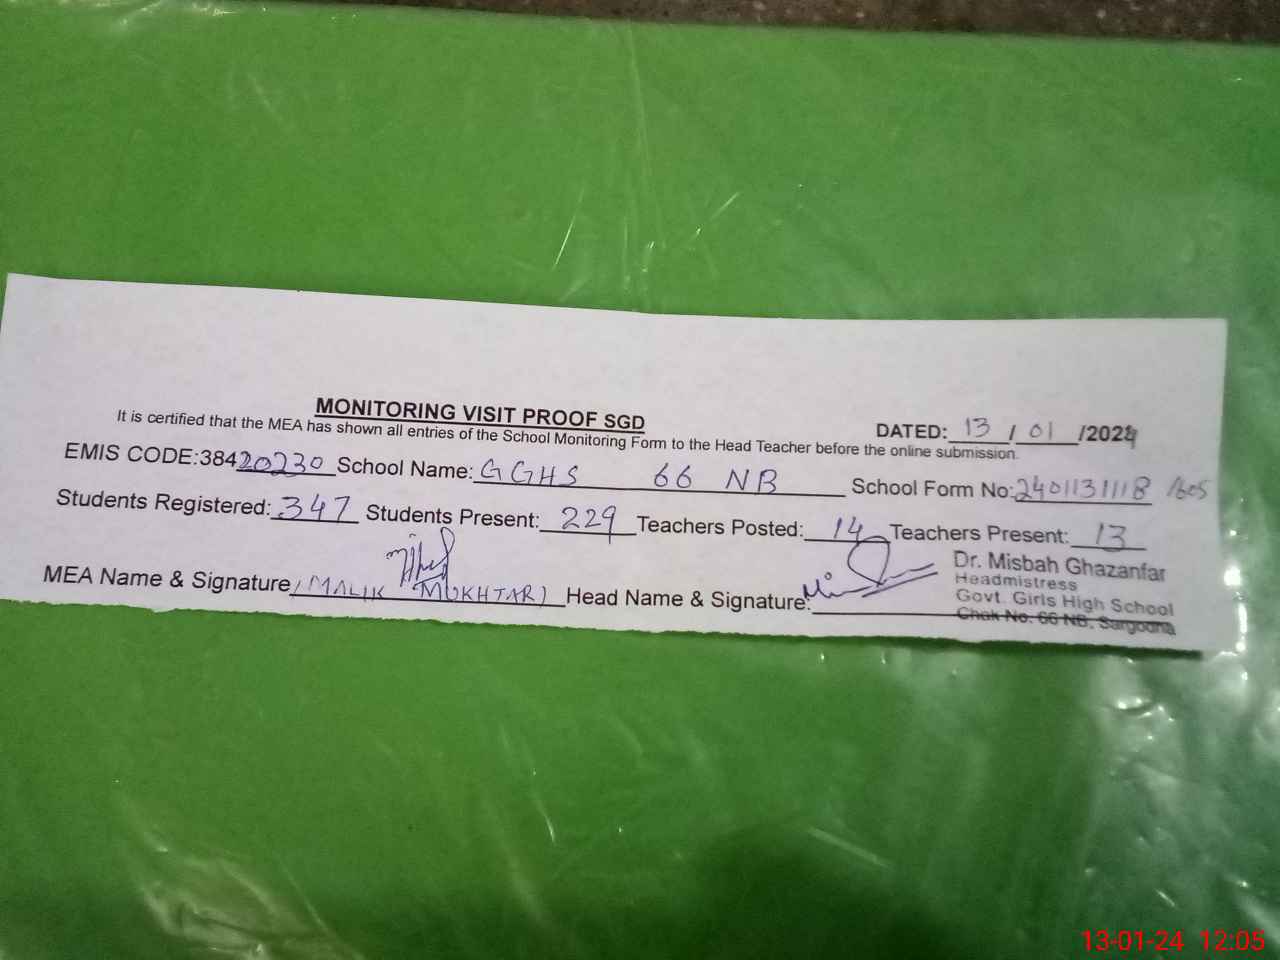 MONITORING VISIT PROOF SGD
DATED: 13 / 01 /2024
It is certified that the MEA has shown all entries of the School Monitoring Form to the Head Teacher before the online submission.
EMIS CODE:38420230 School Name: GGHS 66 NB School Form No: 2401131118 /605
Students Registered: 347 Students Present: 229 Teachers Posted: 14 Teachers Present: 13
MEA Name & Signature (MALIK MUKHTAR) Head Name & Signature:
Dr. Misbah Ghazanfar
Headmistress
Govt. Girls High School
Chak No. 66 NB, Sargodha
13-01-24 12:05